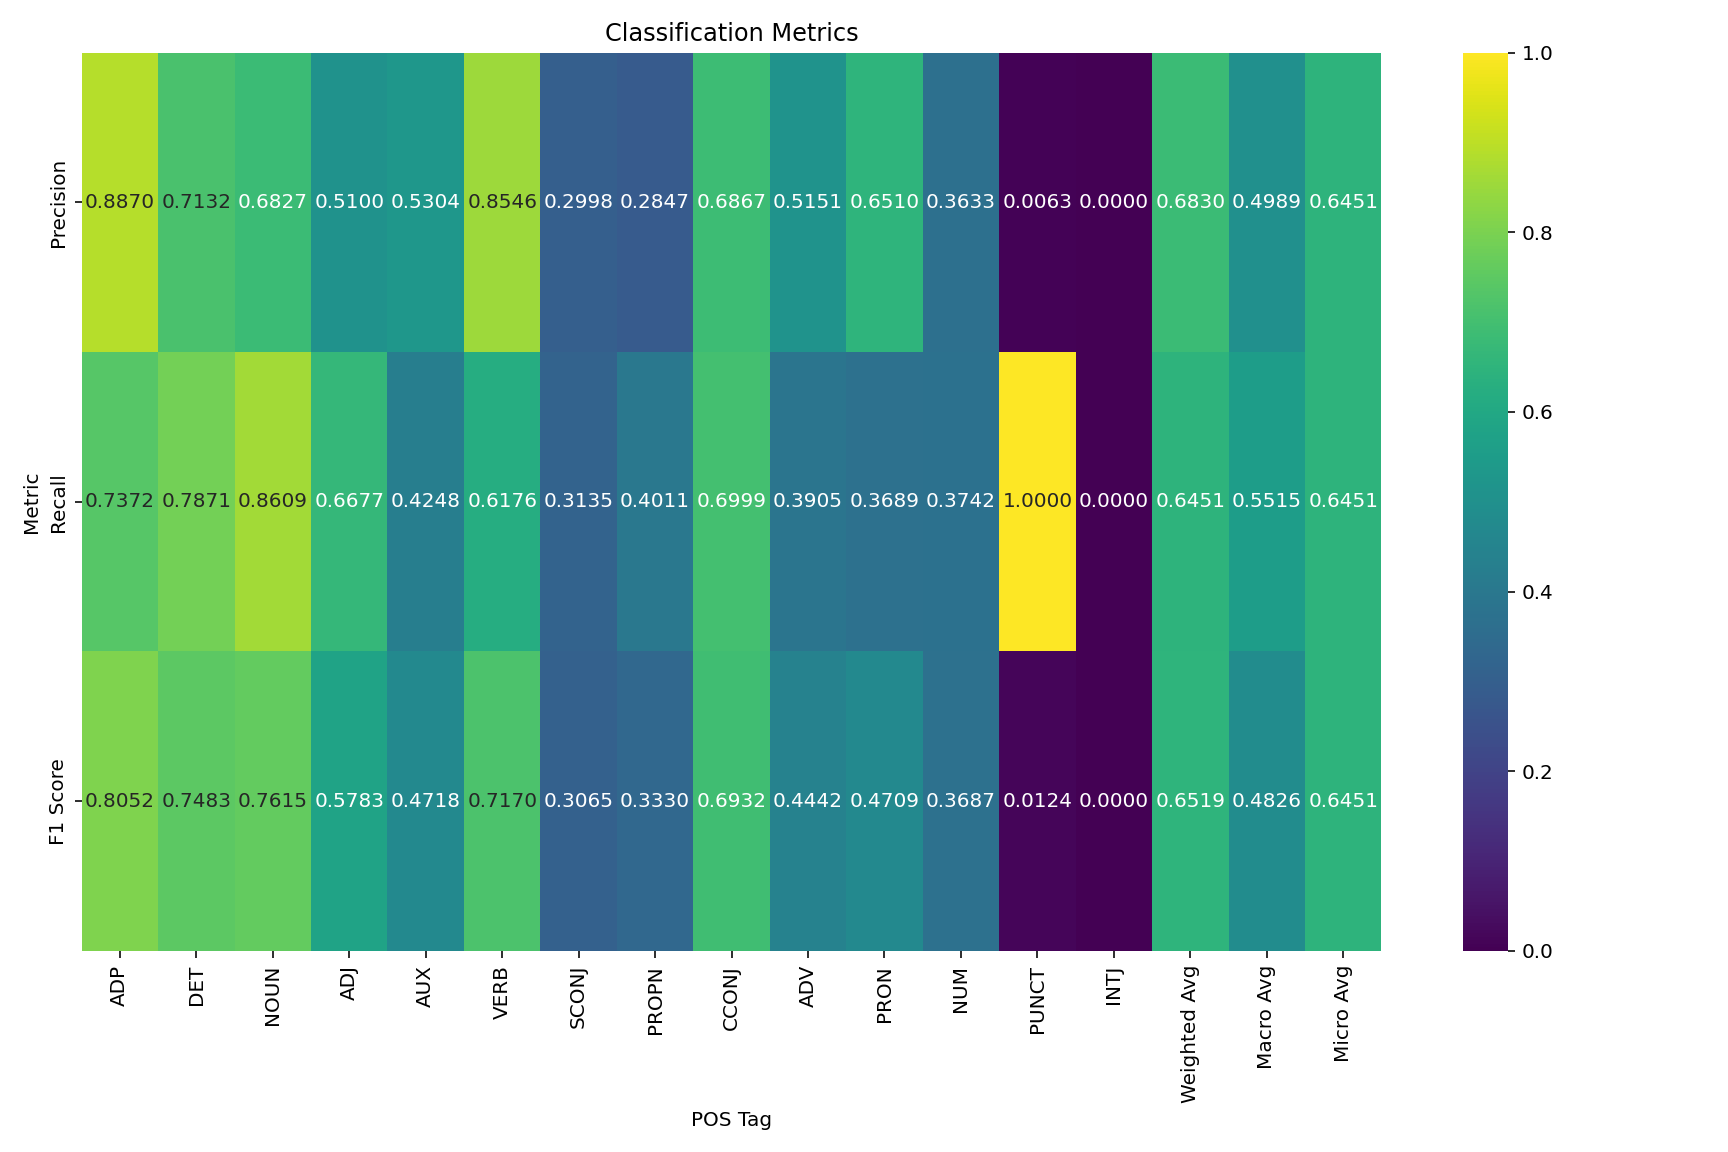 Classification Metrics
Precision
0.8870 0.7132 0.6827 0.5100 0.5304 0.8546 0.2998 0.2847 0.6867 0.5151 0.6510 0.3633 0.0063 0.0000 0.6830 0.4989 0.6451
Recall
0.7372 0.7871 0.8609 0.6677 0.4248 0.6176 0.3135 0.4011 0.6999 0.3905 0.3689 0.3742 1.0000 0.0000 0.6451 0.5515 0.6451
F1 Score
0.8052 0.7483 0.7615 0.5783 0.4718 0.7170 0.3065 0.3330 0.6932 0.4442 0.4709 0.3687 0.0124 0.0000 0.6519 0.4826 0.6451
Metric
ADP
DET
NOUN
ADJ
AUX
VERB
SCONJ
PROPN
CCONJ
ADV
PRON
NUM
PUNCT
INTJ
Weighted Avg
Macro Avg
Micro Avg
POS Tag
1.0
0.8
0.6
0.4
0.2
0.0